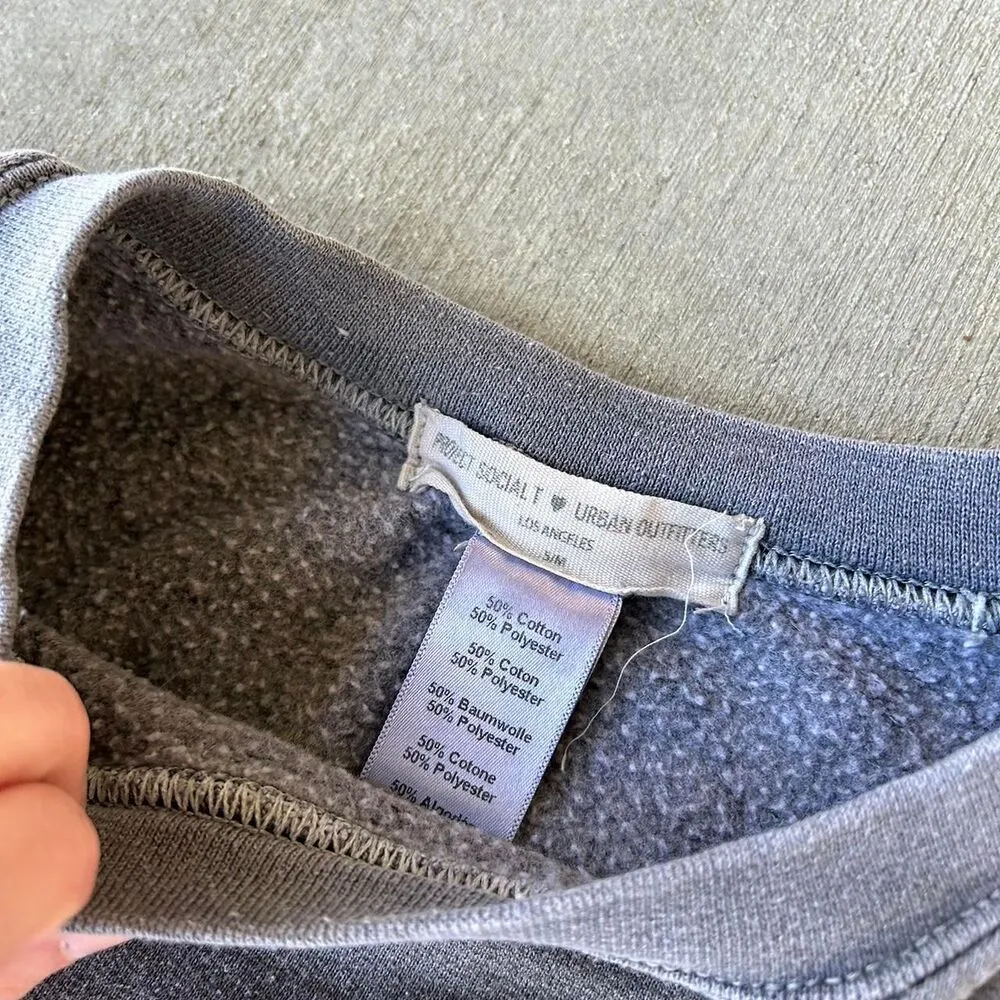 PROJECT SOCIAL T ♥ URBAN OUTFITTERS
LOS ANGELES
S/M
50% Cotton
50% Polyester
50% Coton
50% Polyester
50% Baumwolle
50% Polyester
50% Cotone
50% Polyester
50%